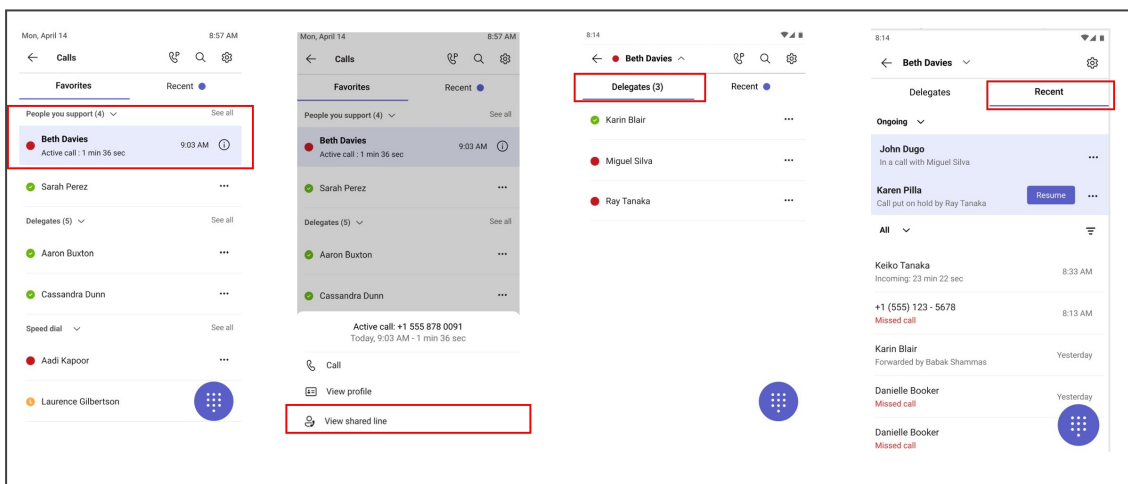 Mon, April 14 8:57 AM
Calls
Favorites Recent
People you support (4) See all
Beth Davies
Active call : 1 min 36 sec 9:03 AM
Sarah Perez
Delegates (5) See all
Aaron Buxton
Cassandra Dunn
Speed dial See all
Aadi Kapoor
Laurence Gilbertson
Mon, April 14 8:57 AM
Calls
Favorites Recent
People you support (4) See all
Beth Davies
Active call : 1 min 36 sec 9:03 AM
Sarah Perez
Delegates (5) See all
Aaron Buxton
Cassandra Dunn
Active call: +1 555 878 0091
Today, 9:03 AM - 1 min 36 sec
Call
View profile
View shared line
8:14
Beth Davies
Delegates (3) Recent
Karin Blair
Miguel Silva
Ray Tanaka
8:14
Beth Davies
Delegates Recent
Ongoing
John Dugo
In a call with Miguel Silva
Karen Pilla
Call put on hold by Ray Tanaka Resume
All
Keiko Tanaka
Incoming: 23 min 22 sec 8:33 AM
+1 (555) 123 - 5678
Missed call 8:13 AM
Karin Blair
Forwarded by Babak Shammas Yesterday
Danielle Booker
Missed call Yesterday
Danielle Booker
Missed call